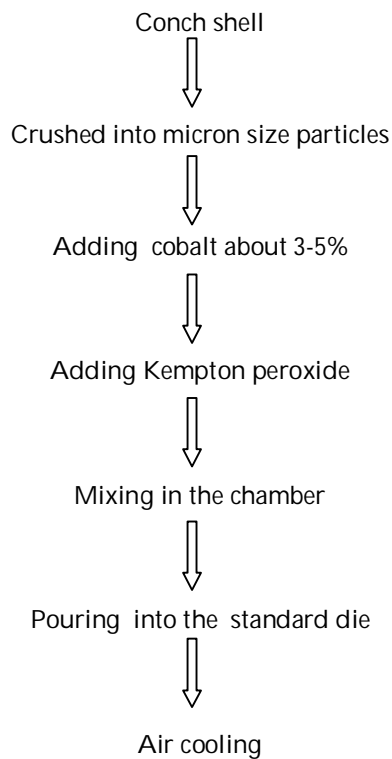 Conch shell
Crushed into micron size particles
Adding cobalt about 3-5%
Adding Kempton peroxide
Mixing in the chamber
Pouring into the standard die
Air cooling